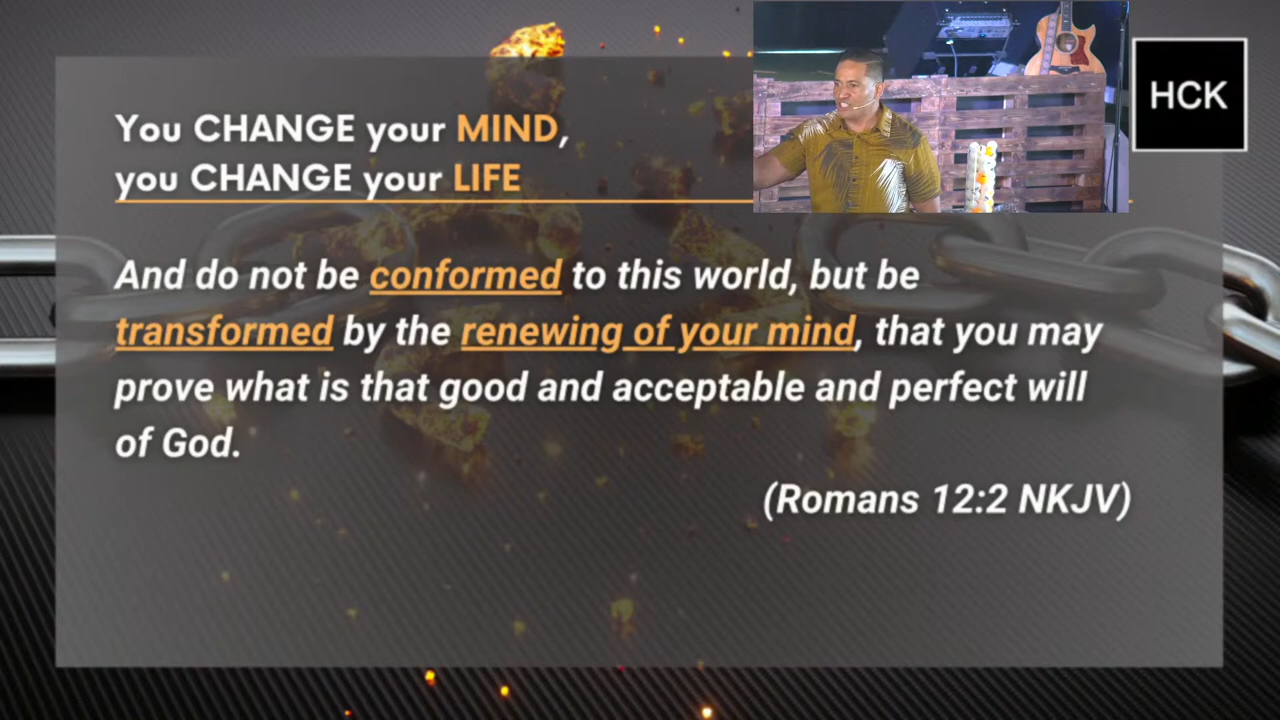 You CHANGE your MIND,
you CHANGE your LIFE
HCK
And do not be conformed to this world, but be
transformed by the renewing of your mind, that you may
prove what is that good and acceptable and perfect will
of God.
(Romans 12:2 NKJV)